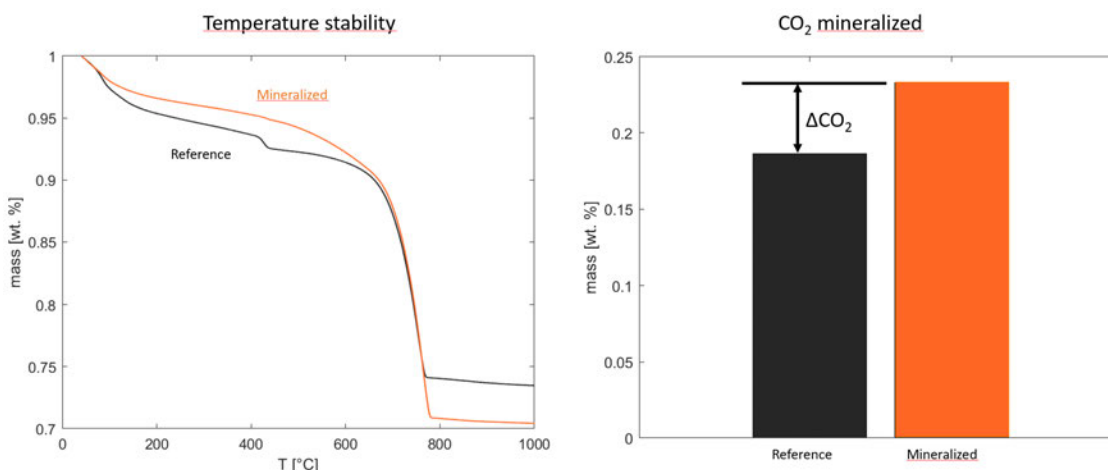 Temperature stability
1
0.95
0.9
0.85
0.8
0.75
0.7
mass [wt. %]
Mineralized
Reference
0
200
400
600
800
1000
T [°C]
CO₂ mineralized
0.25
0.2
0.15
0.1
0.05
0
mass [wt. %]
ΔCO₂
Reference
Mineralized